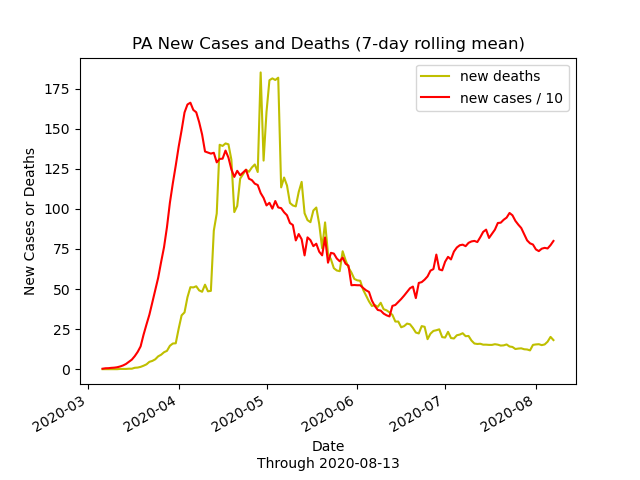 PA New Cases and Deaths (7-day rolling mean)
new deaths
new cases / 10
New Cases or Deaths
175
150
125
100
75
50
25
0
2020-03
2020-04
2020-05
2020-06
2020-07
2020-08
Date
Through 2020-08-13